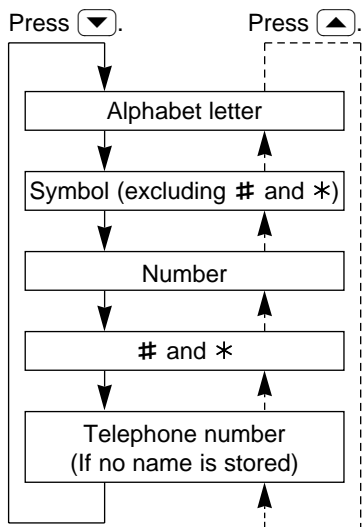 Press ▼. Press ▲.
Alphabet letter
Symbol (excluding # and *)
Number
# and *
Telephone number
(If no name is stored)